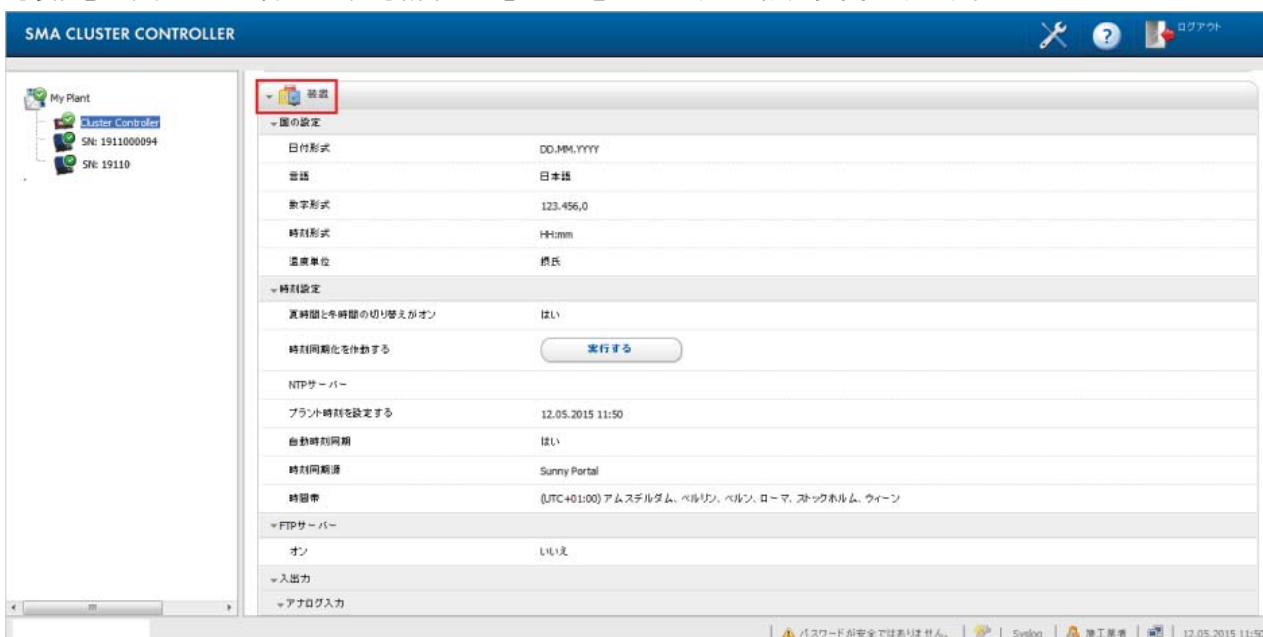 SMA CLUSTER CONTROLLER
ログアウト
My Plant
Cluster Controller
SN: 1911000094
SN: 19110
装置
国の設定
日付形式 DD.MM.YYYY
言語 日本語
数字形式 123.456,0
時刻形式 HH:mm
温度単位 摂氏
時刻設定
夏時間と冬時間の切り替えがオン はい
時刻同期化を作動する 実行する
NTPサーバー
プラント時刻を設定する 12.05.2015 11:50
自動時刻同期 はい
時刻同期源 Sunny Portal
時間帯 (UTC+01:00) アムステルダム、ベルリン、ベルン、ローマ、ストックホルム、ウィーン
FTPサーバー
オン いいえ
入出力
アナログ入力
パスワードが安全ではありません。 | Syslog | 施工業者 | 12.05.2015 11:50